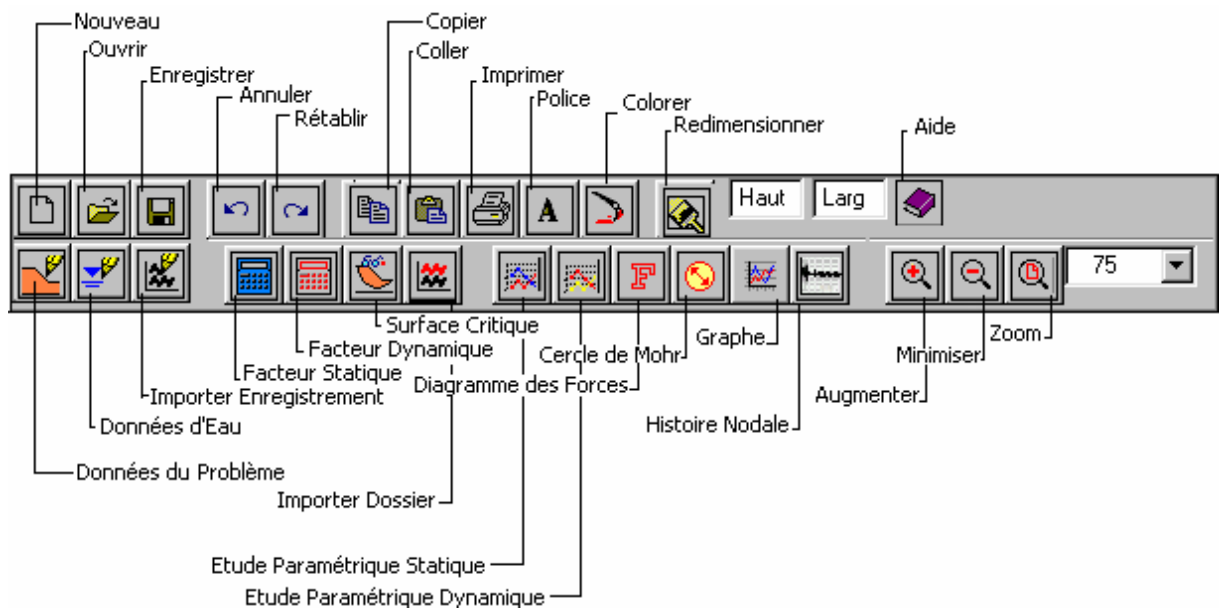 Nouveau
Copier
Ouvrir
Coller
Enregistrer
Imprimer
Annuler
Police
Colorer
Rétablir
Redimensionner
Aide
A
Haut
Larg
75
F
Surface Critique
Graphe
Zoom
Facteur Dynamique
Cercle de Mohr
Minimiser
Facteur Statique
Diagramme des Forces
Importer Enregistrement
Augmenter
Données d'Eau
Histoire Nodale
Données du Problème
Importer Dossier
Etude Paramétrique Statique
Etude Paramétrique Dynamique